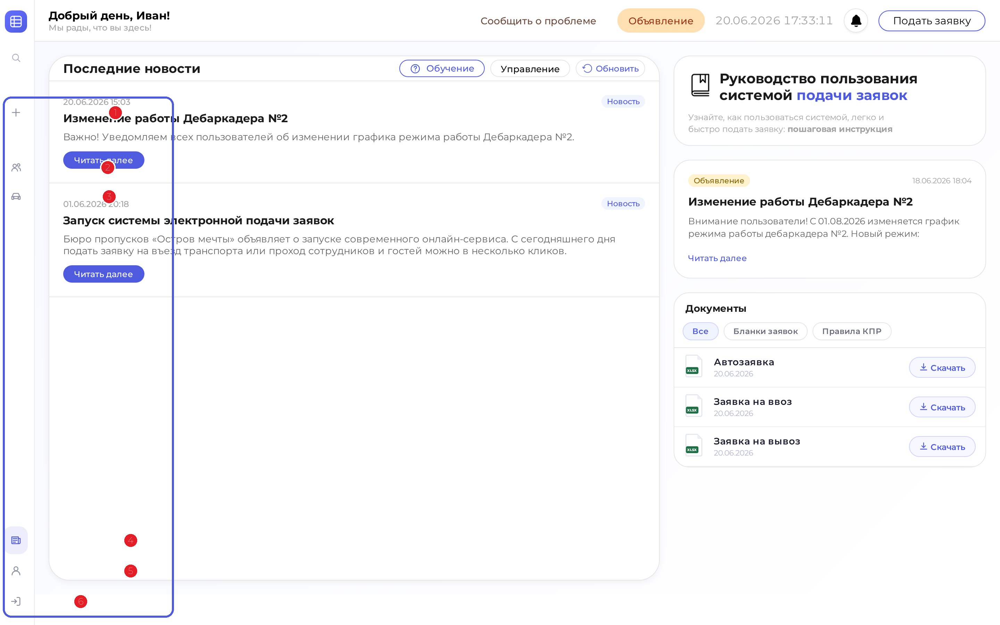 Добрый день, Иван!
Мы рады, что вы здесь!
Сообщить о проблеме
Объявление
20.06.2026 17:33:11
Подать заявку
Последние новости
Обучение
Управление
Обновить
20.06.2026 15:03
Новость
1
Изменение работы Дебаркадера №2
Важно! Уведомляем всех пользователей об изменении графика режима работы Дебаркадера №2.
Читать далее
2
3
01.06.2026 20:18
Новость
Запуск системы электронной подачи заявок
Бюро пропусков «Остров мечты» объявляет о запуске современного онлайн-сервиса. С сегодняшнего дня
подать заявку на въезд транспорта или проход сотрудников и гостей можно в несколько кликов.
Читать далее
4
5
6
Руководство пользования
системой подачи заявок
Узнайте, как пользоваться системой, легко и
быстро подать заявку: пошаговая инструкция
Объявление
18.06.2026 18:04
Изменение работы Дебаркадера №2
Внимание пользователи! С 01.08.2026 изменяется график
режима работы дебаркадера №2. Новый режим:
Читать далее
Документы
Все
Бланки заявок
Правила КПР
XLSX
Автозаявка
20.06.2026
Скачать
XLSX
Заявка на ввоз
20.06.2026
Скачать
XLSX
Заявка на вывоз
20.06.2026
Скачать